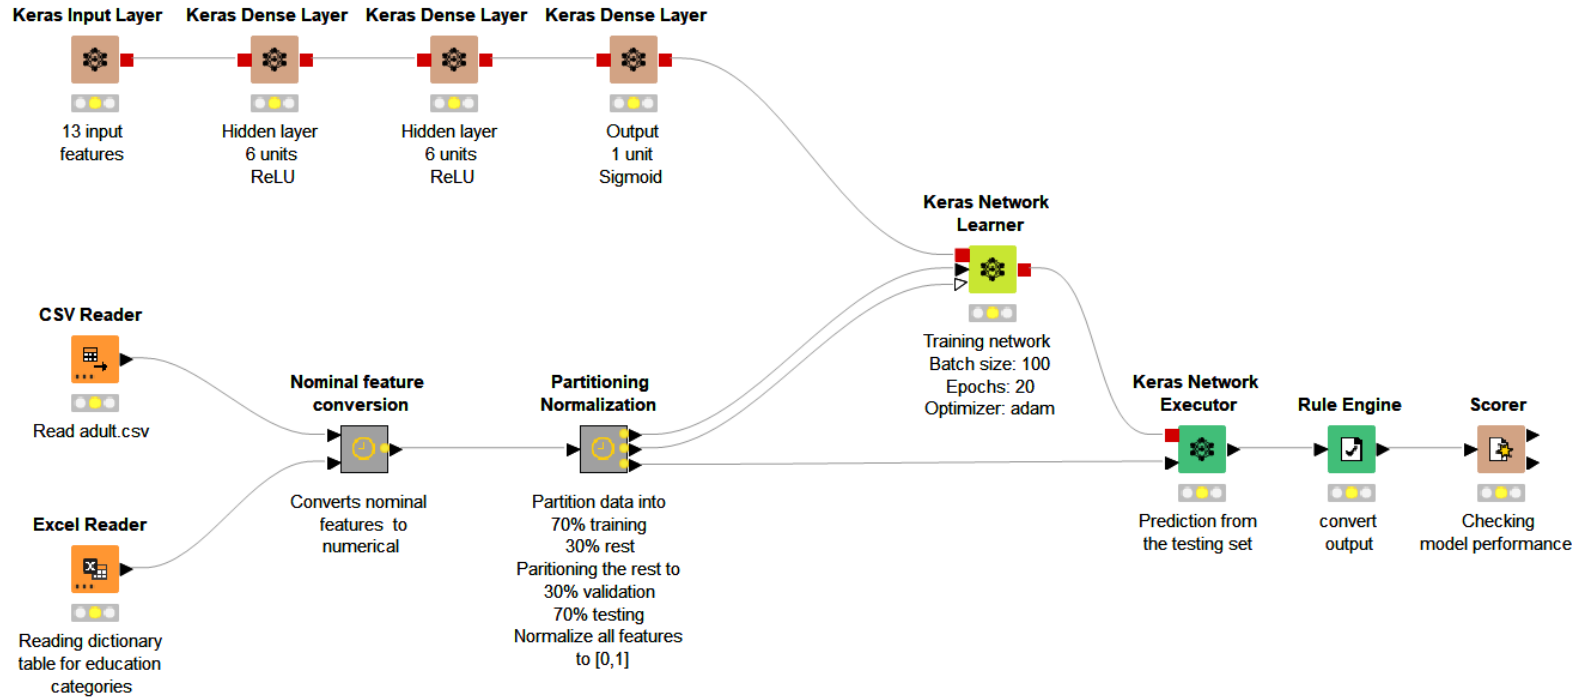 Keras Input Layer
13 input
features
Keras Dense Layer
Hidden layer
6 units
ReLU
Keras Dense Layer
Hidden layer
6 units
ReLU
Keras Dense Layer
Output
1 unit
Sigmoid
Keras Network
Learner
Training network
Batch size: 100
Epochs: 20
Optimizer: adam
CSV Reader
Read adult.csv
Excel Reader
Reading dictionary
table for education
categories
Nominal feature
conversion
Converts nominal
features to
numerical
Partitioning
Normalization
Partition data into
70% training
30% rest
Paritioning the rest to
30% validation
70% testing
Normalize all features
to [0,1]
Keras Network
Executor
Prediction from
the testing set
Rule Engine
convert
output
Scorer
Checking
model performance